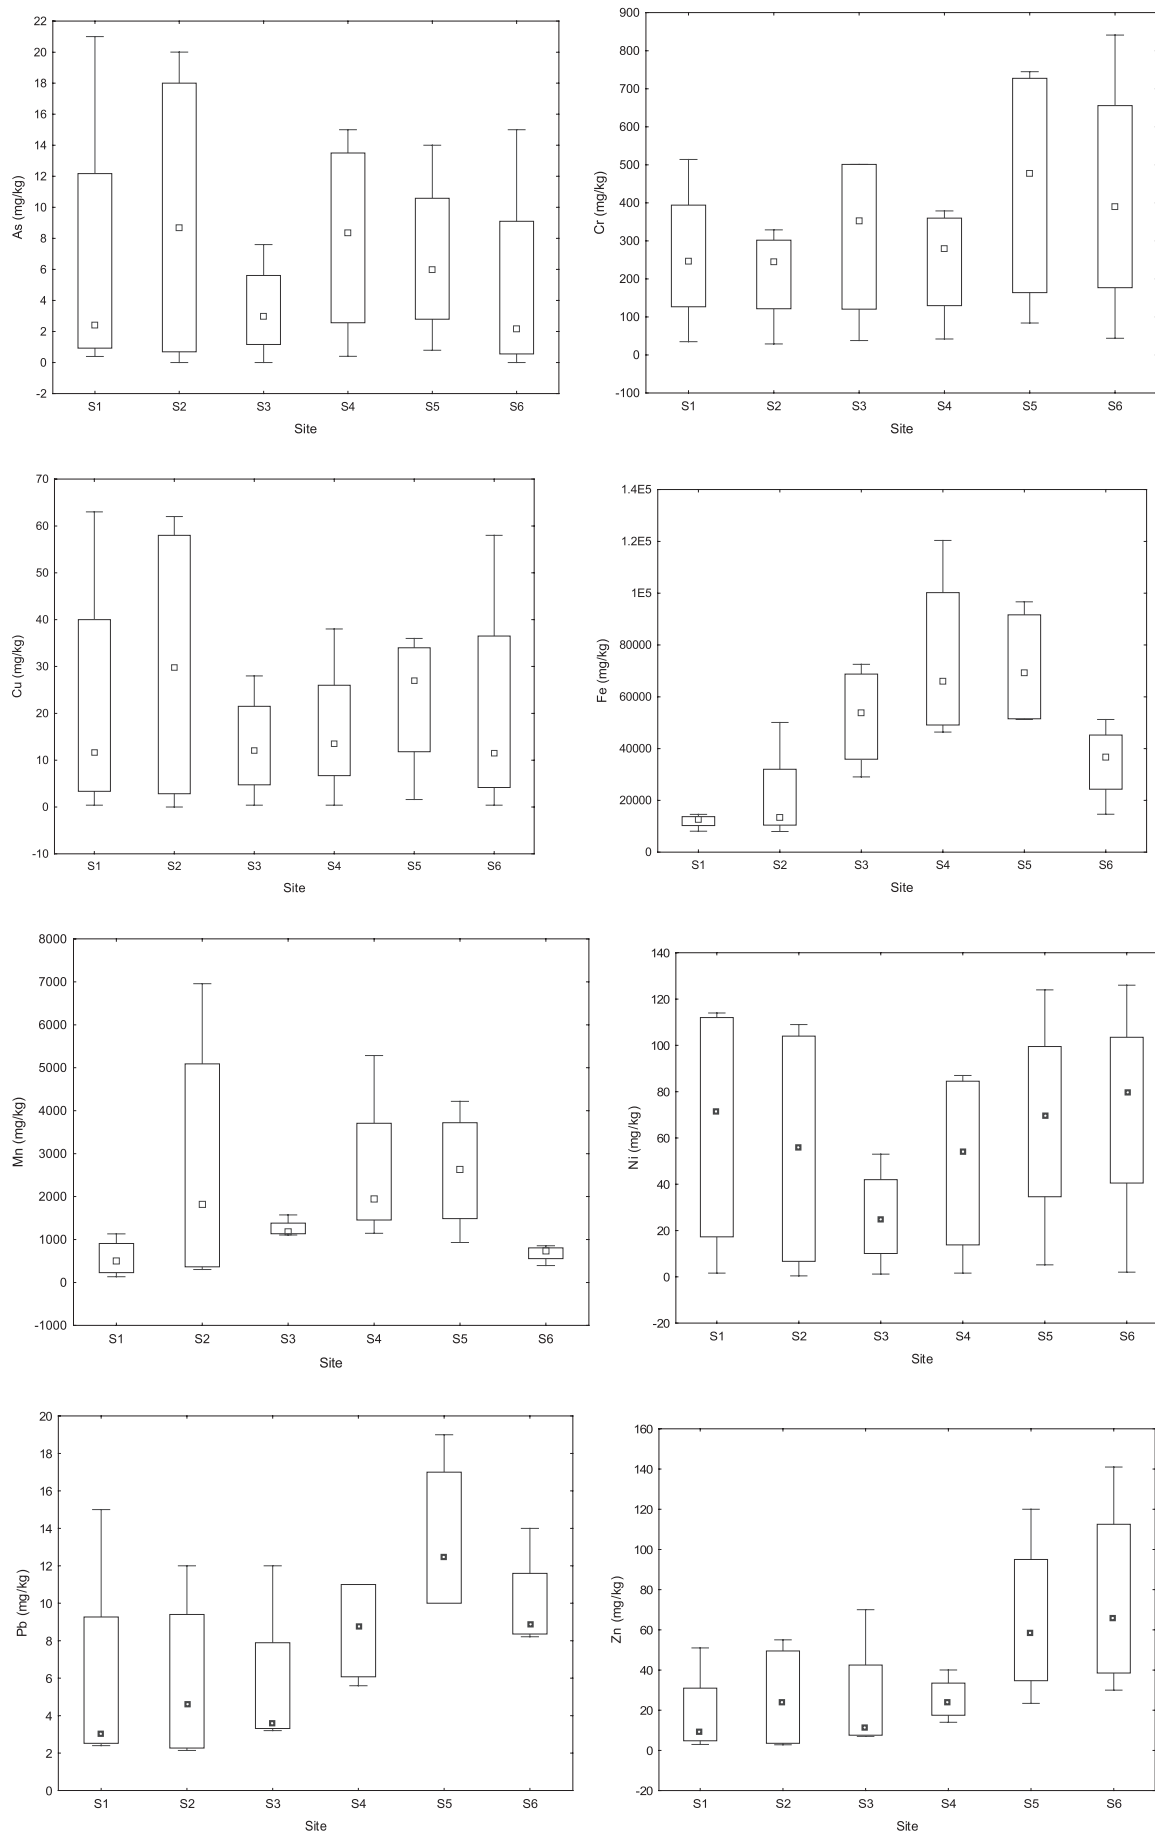 22
20
18
16
14
12
10
8
6
4
2
0
-2
As (mg/kg)
S1 S2 S3 S4 S5 S6
Site
900
800
700
600
500
400
300
200
100
0
-100
Cr (mg/kg)
S1 S2 S3 S4 S5 S6
Site
70
60
50
40
30
20
10
0
-10
Cu (mg/kg)
S1 S2 S3 S4 S5 S6
Site
1.4E5
1.2E5
1E5
80000
60000
40000
20000
0
Fe (mg/kg)
S1 S2 S3 S4 S5 S6
Site
8000
7000
6000
5000
4000
3000
2000
1000
0
-1000
Mn (mg/kg)
S1 S2 S3 S4 S5 S6
Site
140
120
100
80
60
40
20
0
-20
Ni (mg/kg)
S1 S2 S3 S4 S5 S6
Site
20
18
16
14
12
10
8
6
4
2
0
Pb (mg/kg)
S1 S2 S3 S4 S5 S6
Site
160
140
120
100
80
60
40
20
0
-20
Zn (mg/kg)
S1 S2 S3 S4 S5 S6
Site